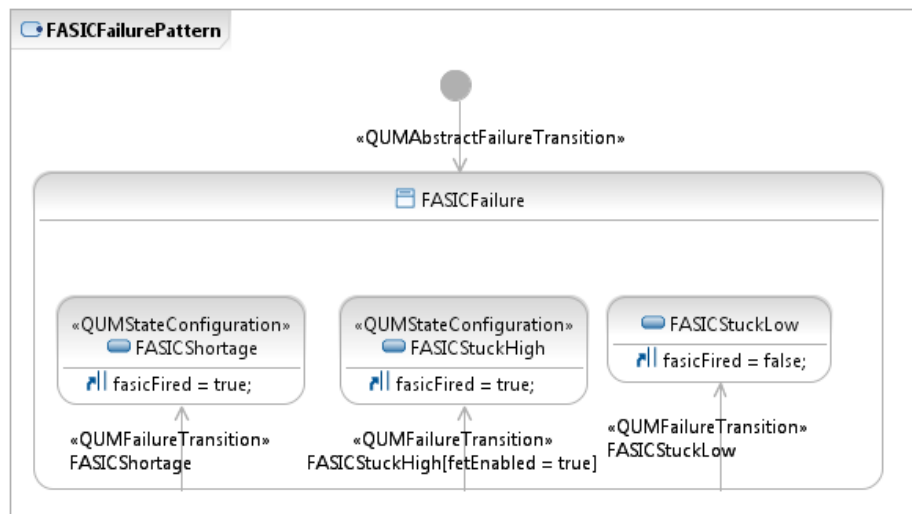 FASICFailurePattern
«QUMAbstractFailureTransition»
FASICFailure
«QUMStateConfiguration»
FASICShortage
fasicFired = true;
«QUMStateConfiguration»
FASICStuckHigh
fasicFired = true;
FASICStuckLow
fasicFired = false;
«QUMFailureTransition»
FASICShortage
«QUMFailureTransition»
FASICStuckHigh[fetEnabled = true]
«QUMFailureTransition»
FASICStuckLow